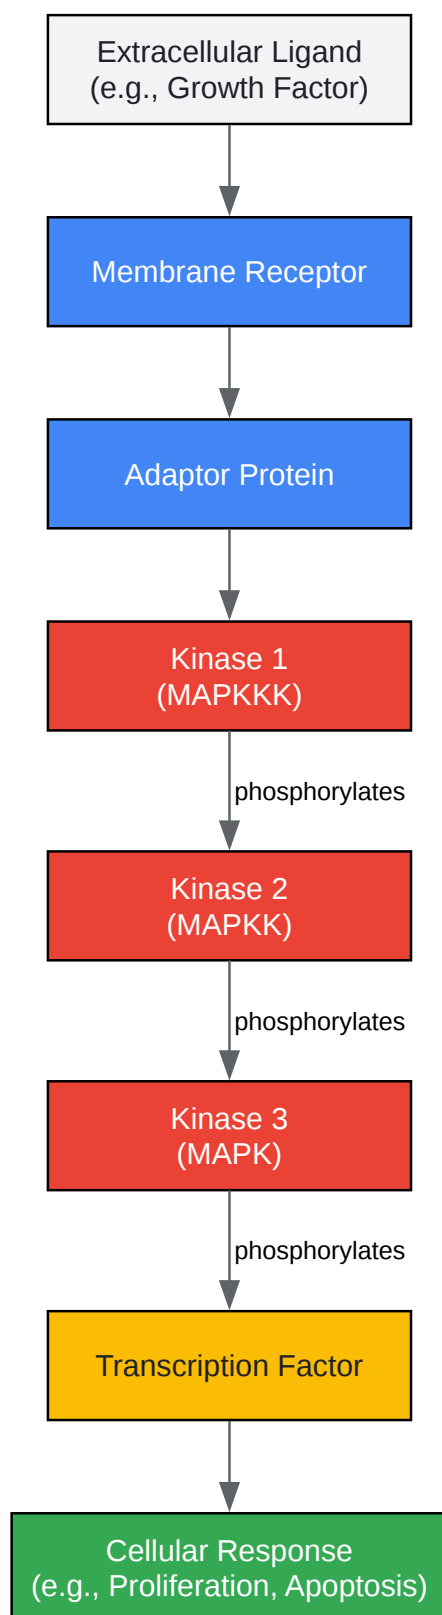 Extracellular Ligand
(e.g., Growth Factor)
Membrane Receptor
Adaptor Protein
Kinase 1
(MAPKKK)
phosphorylates
Kinase 2
(MAPKK)
phosphorylates
Kinase 3
(MAPK)
phosphorylates
Transcription Factor
Cellular Response
(e.g., Proliferation, Apoptosis)